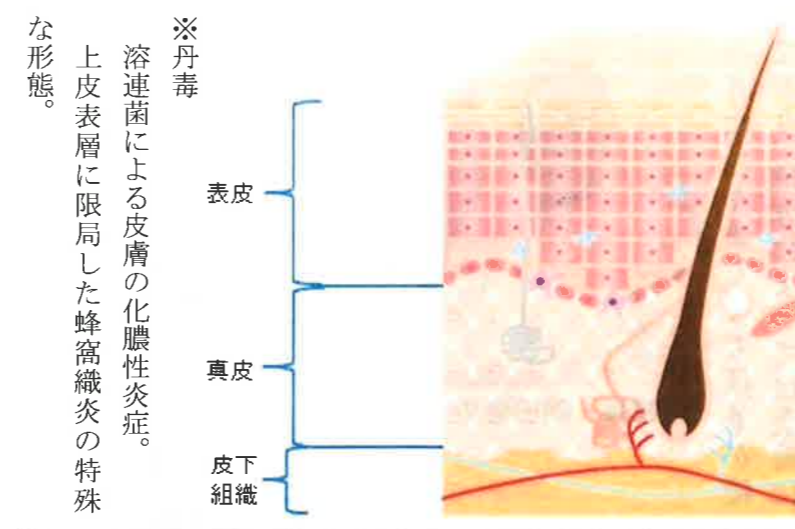 ※丹毒
溶連菌による皮膚の化膿性炎症。
上皮表層に限局した蜂窩織炎の特殊
な形態。
表皮
真皮
皮下
組織